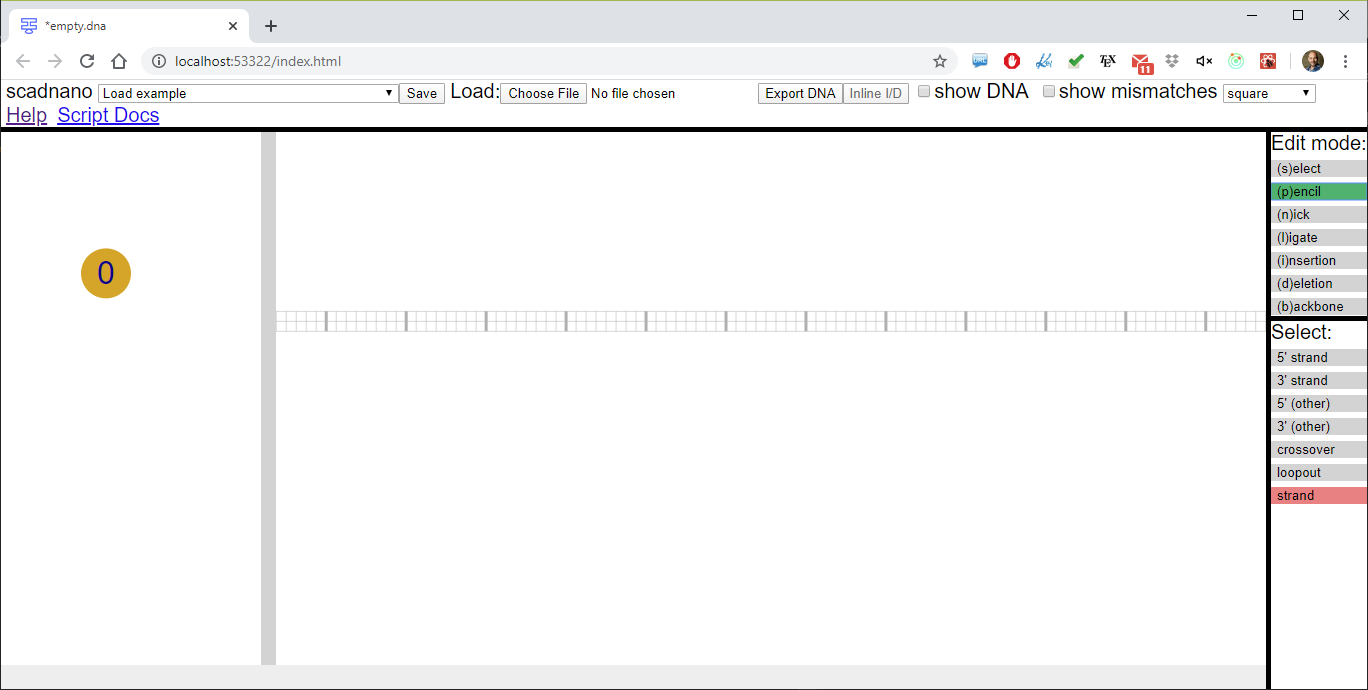 *empty.dna
localhost:53322/index.html
11
scadnano Load example Save Load: Choose File No file chosen Export DNA Inline I/D show DNA show mismatches square
Help Script Docs
0
Edit mode:
(s)elect
(p)encil
(n)ick
(l)igate
(i)nsertion
(d)eletion
(b)ackbone
Select:
5' strand
3' strand
5' (other)
3' (other)
crossover
loopout
strand